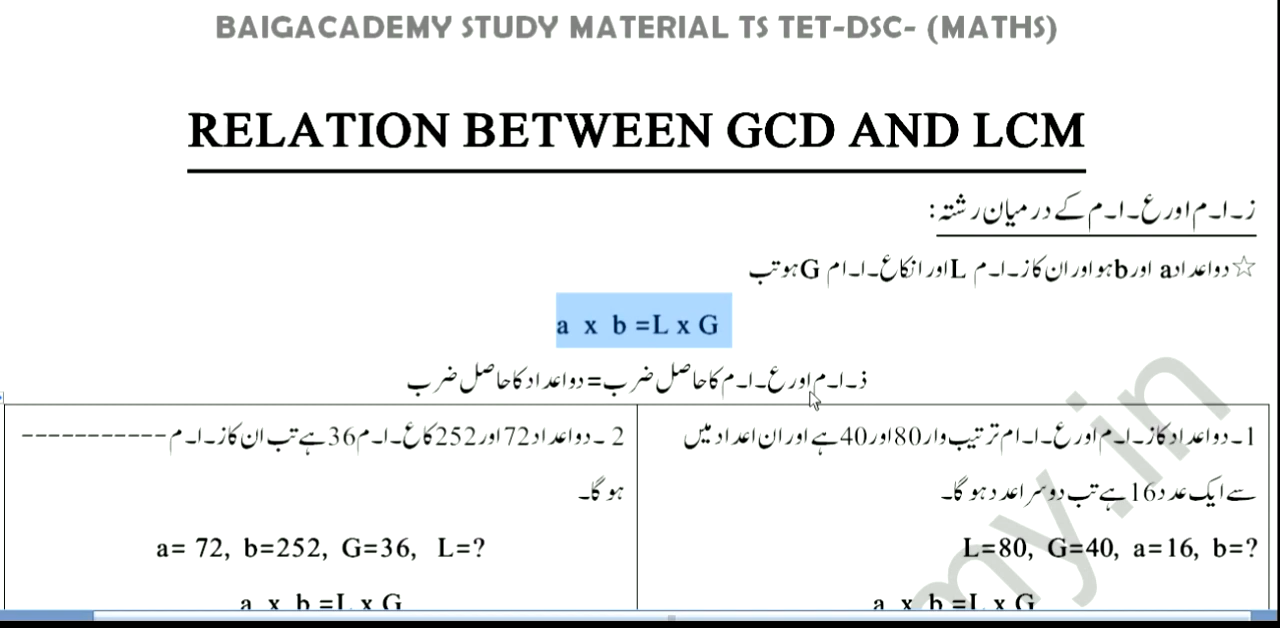 BAIGACADEMY STUDY MATERIAL TS TET-DSC- (MATHS)
RELATION BETWEEN GCD AND LCM
ز۔ا۔م اور ع۔ا۔م کے درمیان رشتہ:
☆ دو اعداد a اور b ہو اور ان کا ز۔ا۔م L اور انکا ع۔ا۔ام G ہو تب
a x b =L x G
ذ۔ا۔م اور ع۔ا۔م کا حاصل ضرب = دو اعداد کا حاصل ضرب
1۔ دو اعداد کا ز۔ا۔م اور ع۔ا۔ام ترتیب وار 80 اور 40 ہے اور ان اعداد میں
سے ایک عدد 16 ہے تب دوسرا عدد ہو گا۔
L=80, G=40, a=16, b=?
a x b =L x G
2۔ دو اعداد 72 اور 252 کا ع۔ا۔م 36 ہے تب ان کا ز۔ا۔م -----------
ہو گا۔
a= 72, b=252, G=36, L=?
a x b =L x G
my.in